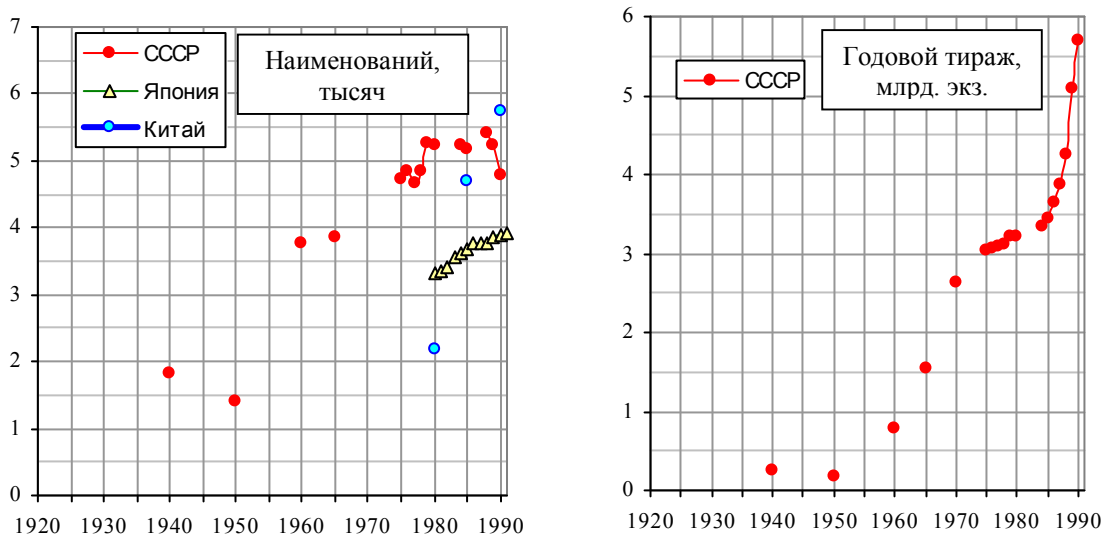 7
6
5
4
3
2
1
0
СССР
Япония
Китай
Наименований,
тысяч
1920 1930 1940 1950 1960 1970 1980 1990
6
5
4
3
2
1
0
СССР
Годовой тираж,
млрд. экз.
1920 1930 1940 1950 1960 1970 1980 1990